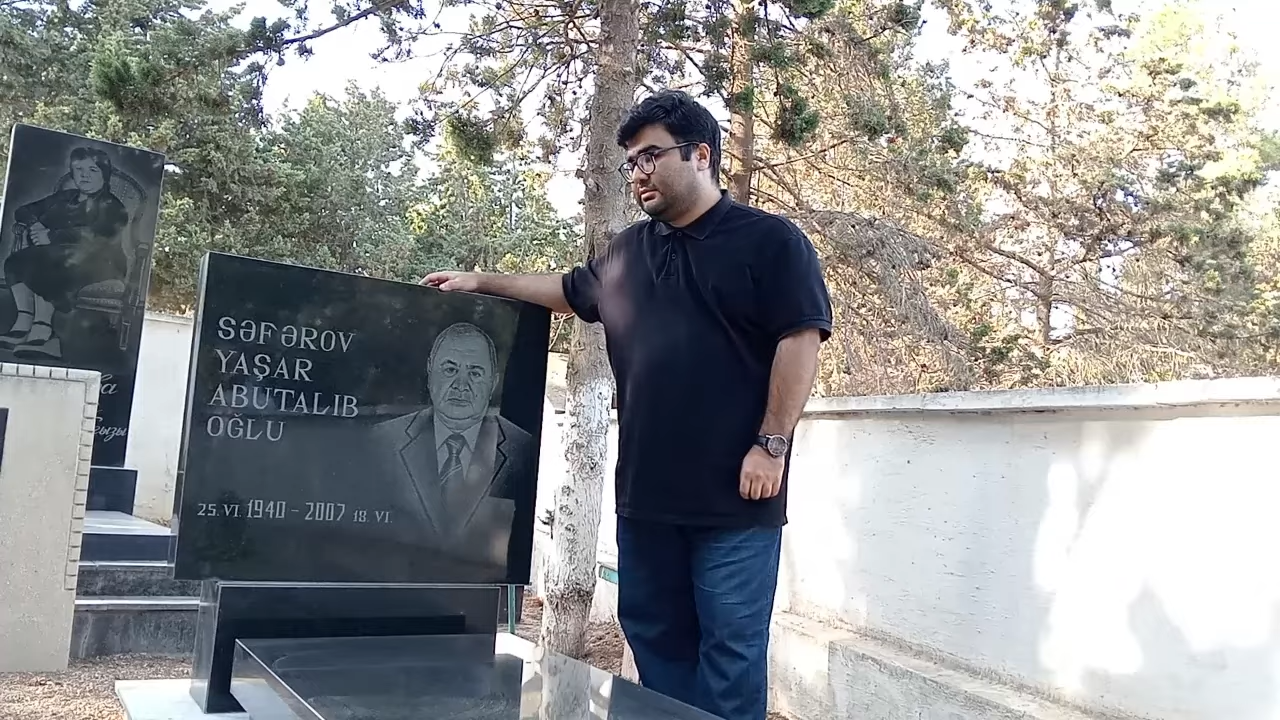 SƏFƏROV
YAŞAR
ABUTALIB
OĞLU
25. VI. 1940 - 2007 18. VI.